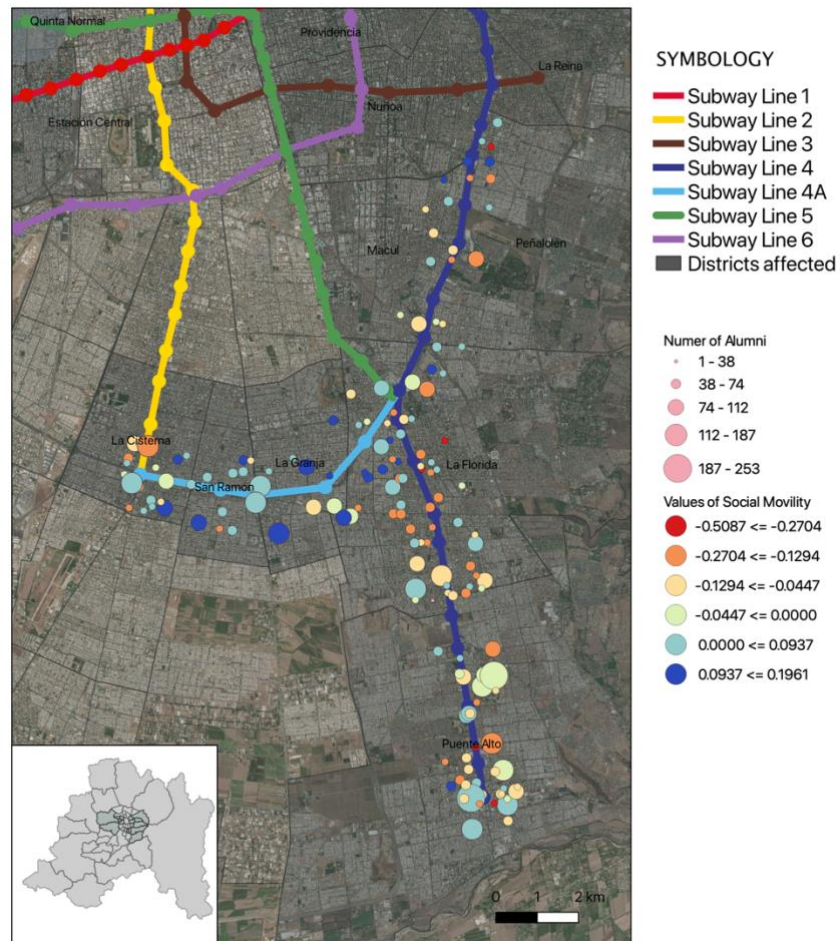 Quinta Normal
Providencia
La Reina
Ñuñoa
Estación Central
Macul
Peñalolén
La Cisterna
La Granja
La Florida
San Ramón
Puente Alto
0 1 2 km
SYMBOLOGY
Subway Line 1
Subway Line 2
Subway Line 3
Subway Line 4
Subway Line 4A
Subway Line 5
Subway Line 6
Districts affected
Numer of Alumni
1 - 38
38 - 74
74 - 112
112 - 187
187 - 253
Values of Social Movility
-0.5087 <= -0.2704
-0.2704 <= -0.1294
-0.1294 <= -0.0447
-0.0447 <= 0.0000
0.0000 <= 0.0937
0.0937 <= 0.1961